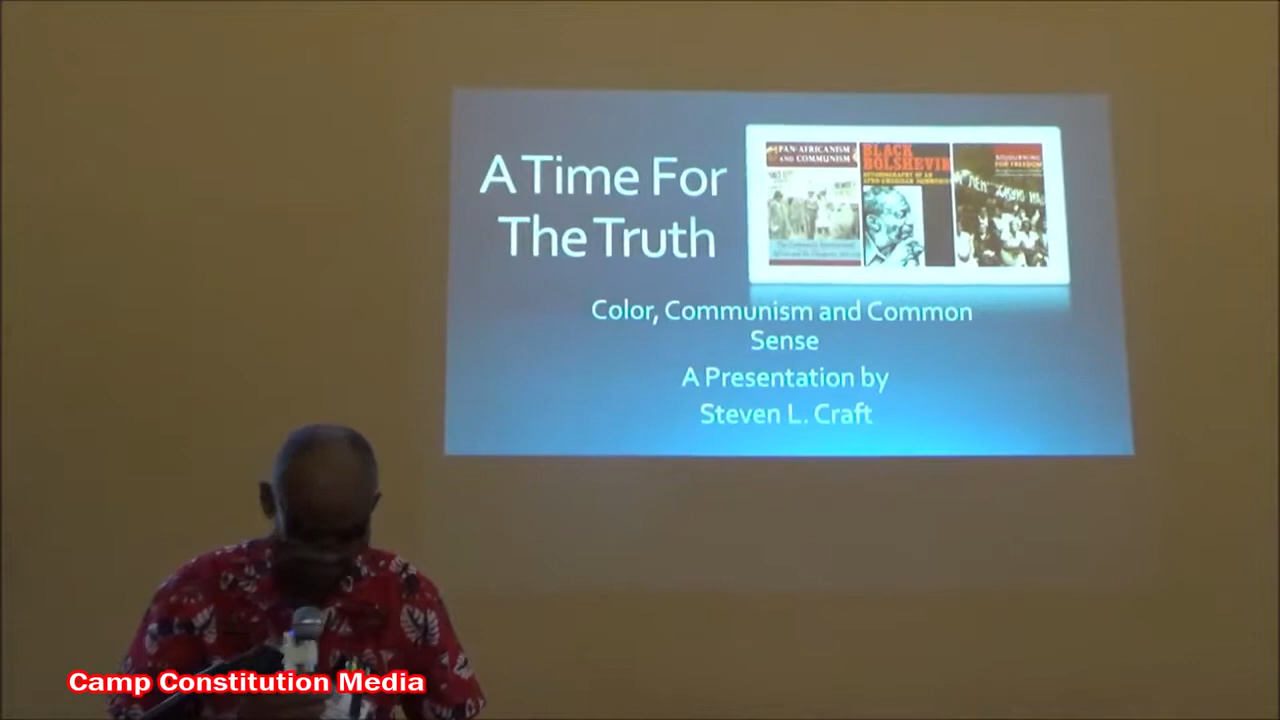 A Time For
The Truth
PAN-AFRICANISM
AND COMMUNISM
BLACK
BOLSHEVIK
AUTOBIOGRAPHY OF AN
AFRO-AMERICAN COMMUNIST
SOJOURNING
FOR FREEDOM
Color, Communism and Common
Sense
A Presentation by
Steven L. Craft
Camp Constitution Media